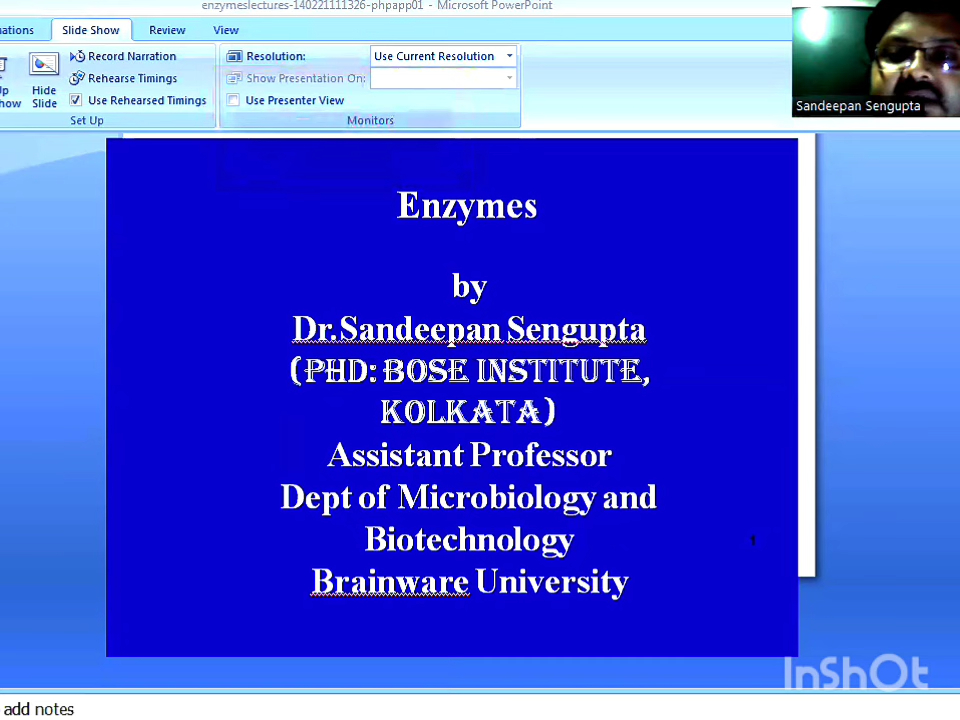 enzymeslectures-140221111326-phpapp01 - Microsoft PowerPoint
Slide Show Review View
Record Narration
Rehearse Timings
Use Rehearsed Timings
Hide
Slide
Set Up
Resolution: Use Current Resolution
Show Presentation On:
Use Presenter View
Monitors
Sandeepan Sengupta
Enzymes
by
Dr.Sandeepan Sengupta
(PHD: BOSE INSTITUTE,
KOLKATA)
Assistant Professor
Dept of Microbiology and
Biotechnology
Brainware University
1
InShOt
add notes